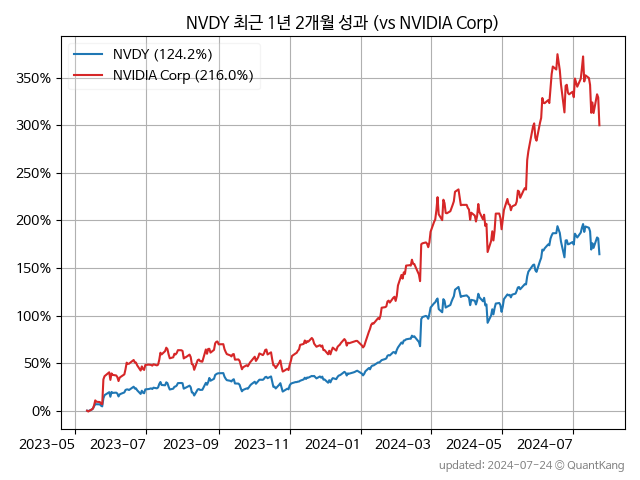 NVDY 최근 1년 2개월 성과 (vs NVIDIA Corp)
NVDY (124.2%)
NVIDIA Corp (216.0%)
350%
300%
250%
200%
150%
100%
50%
0%
2023-05 2023-07 2023-09 2023-11 2024-01 2024-03 2024-05 2024-07
updated: 2024-07-24 © QuantKang